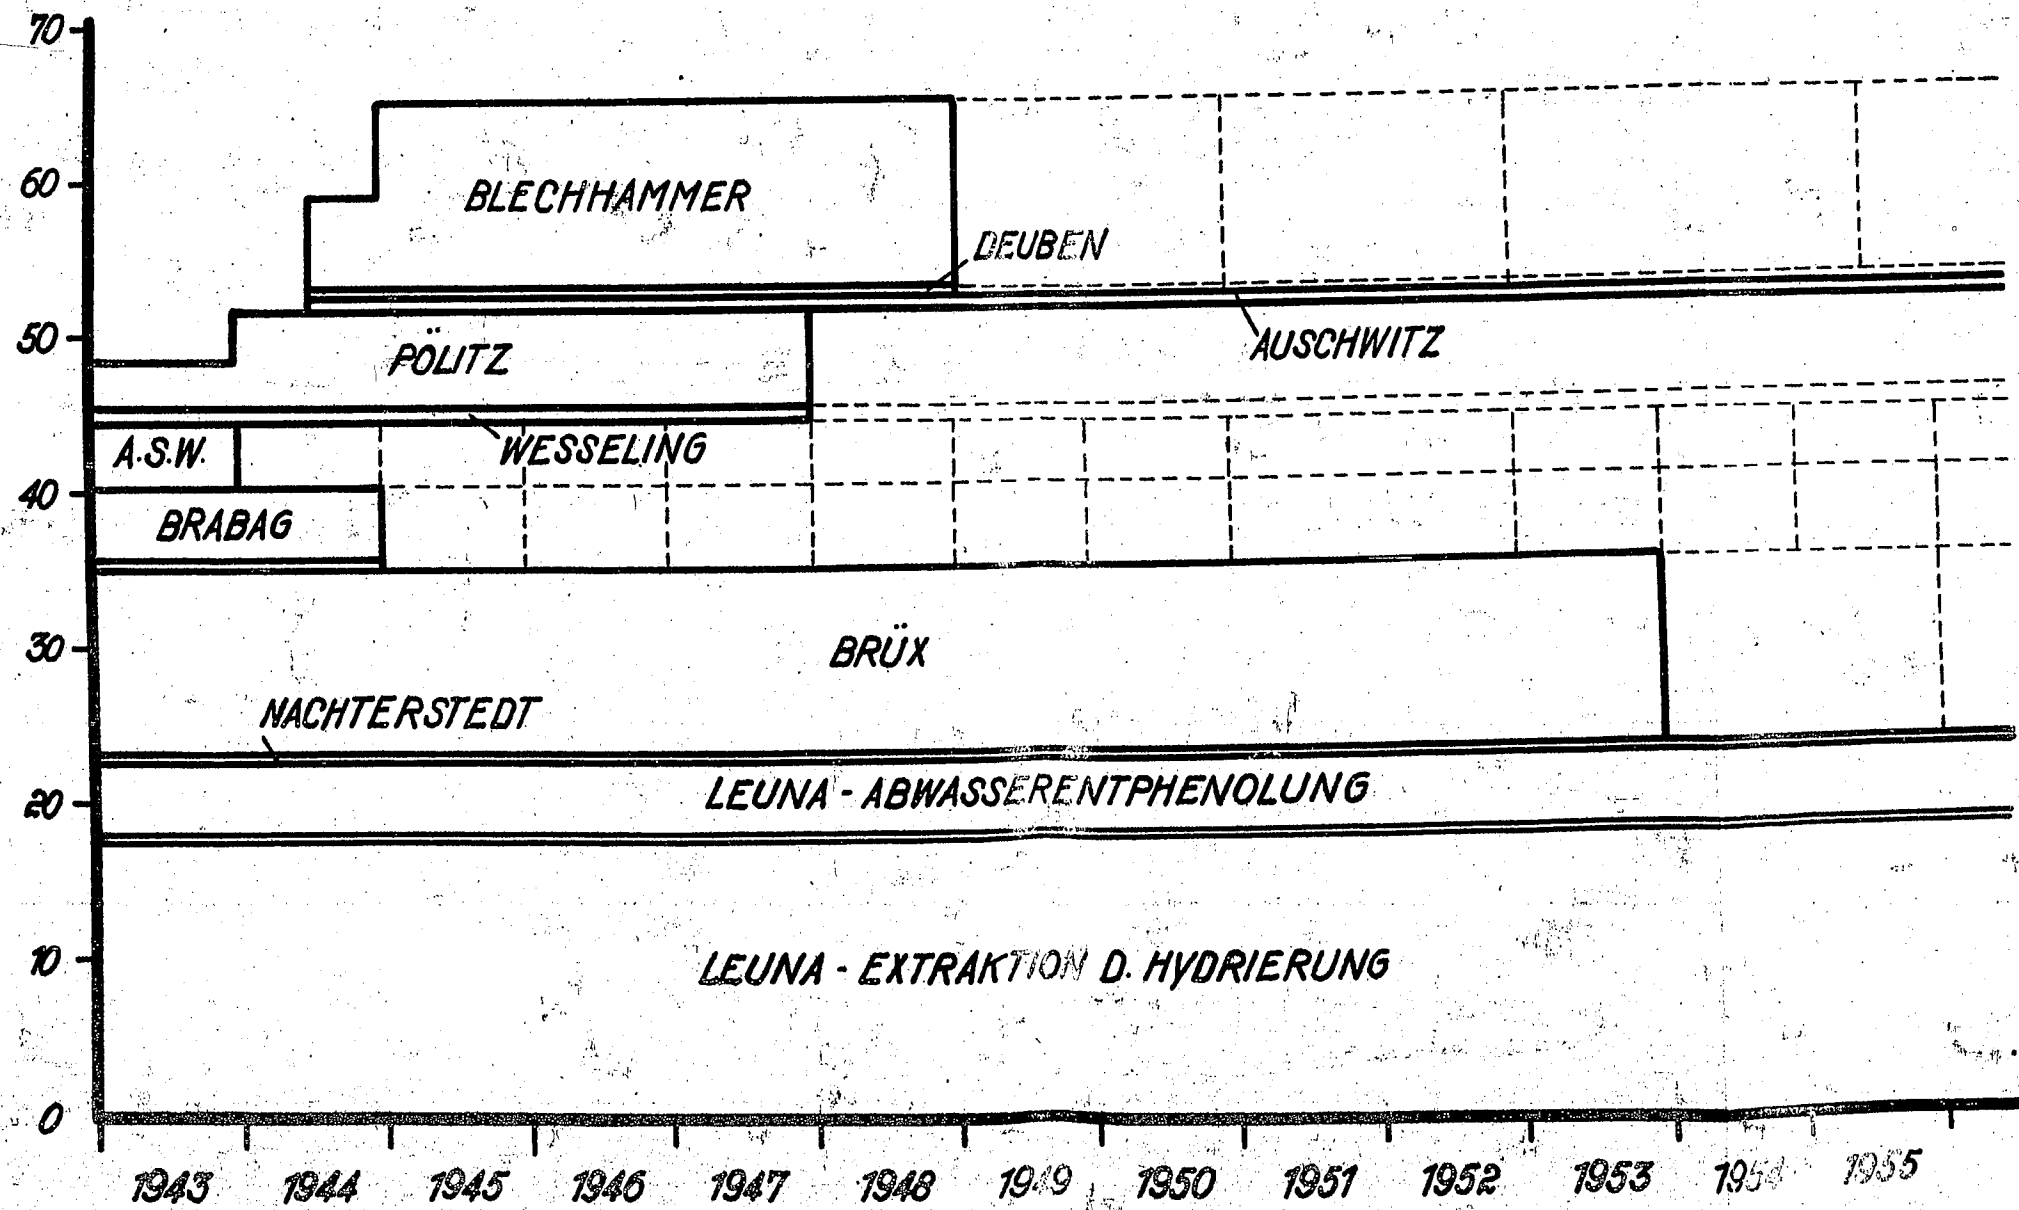 70
60
BLECHHAMMER
DEUBEN
50
PÖLITZ
AUSCHWITZ
A.S.W.
WESSELING
40
BRABAG
30
BRÜX
NACHTERSTEDT
20
LEUNA - ABWASSERENTPHENOLUNG
10
LEUNA - EXTRAKTION D. HYDRIERUNG
0
1943 1944 1945 1946 1947 1948 1949 1950 1951 1952 1953 1954 1955